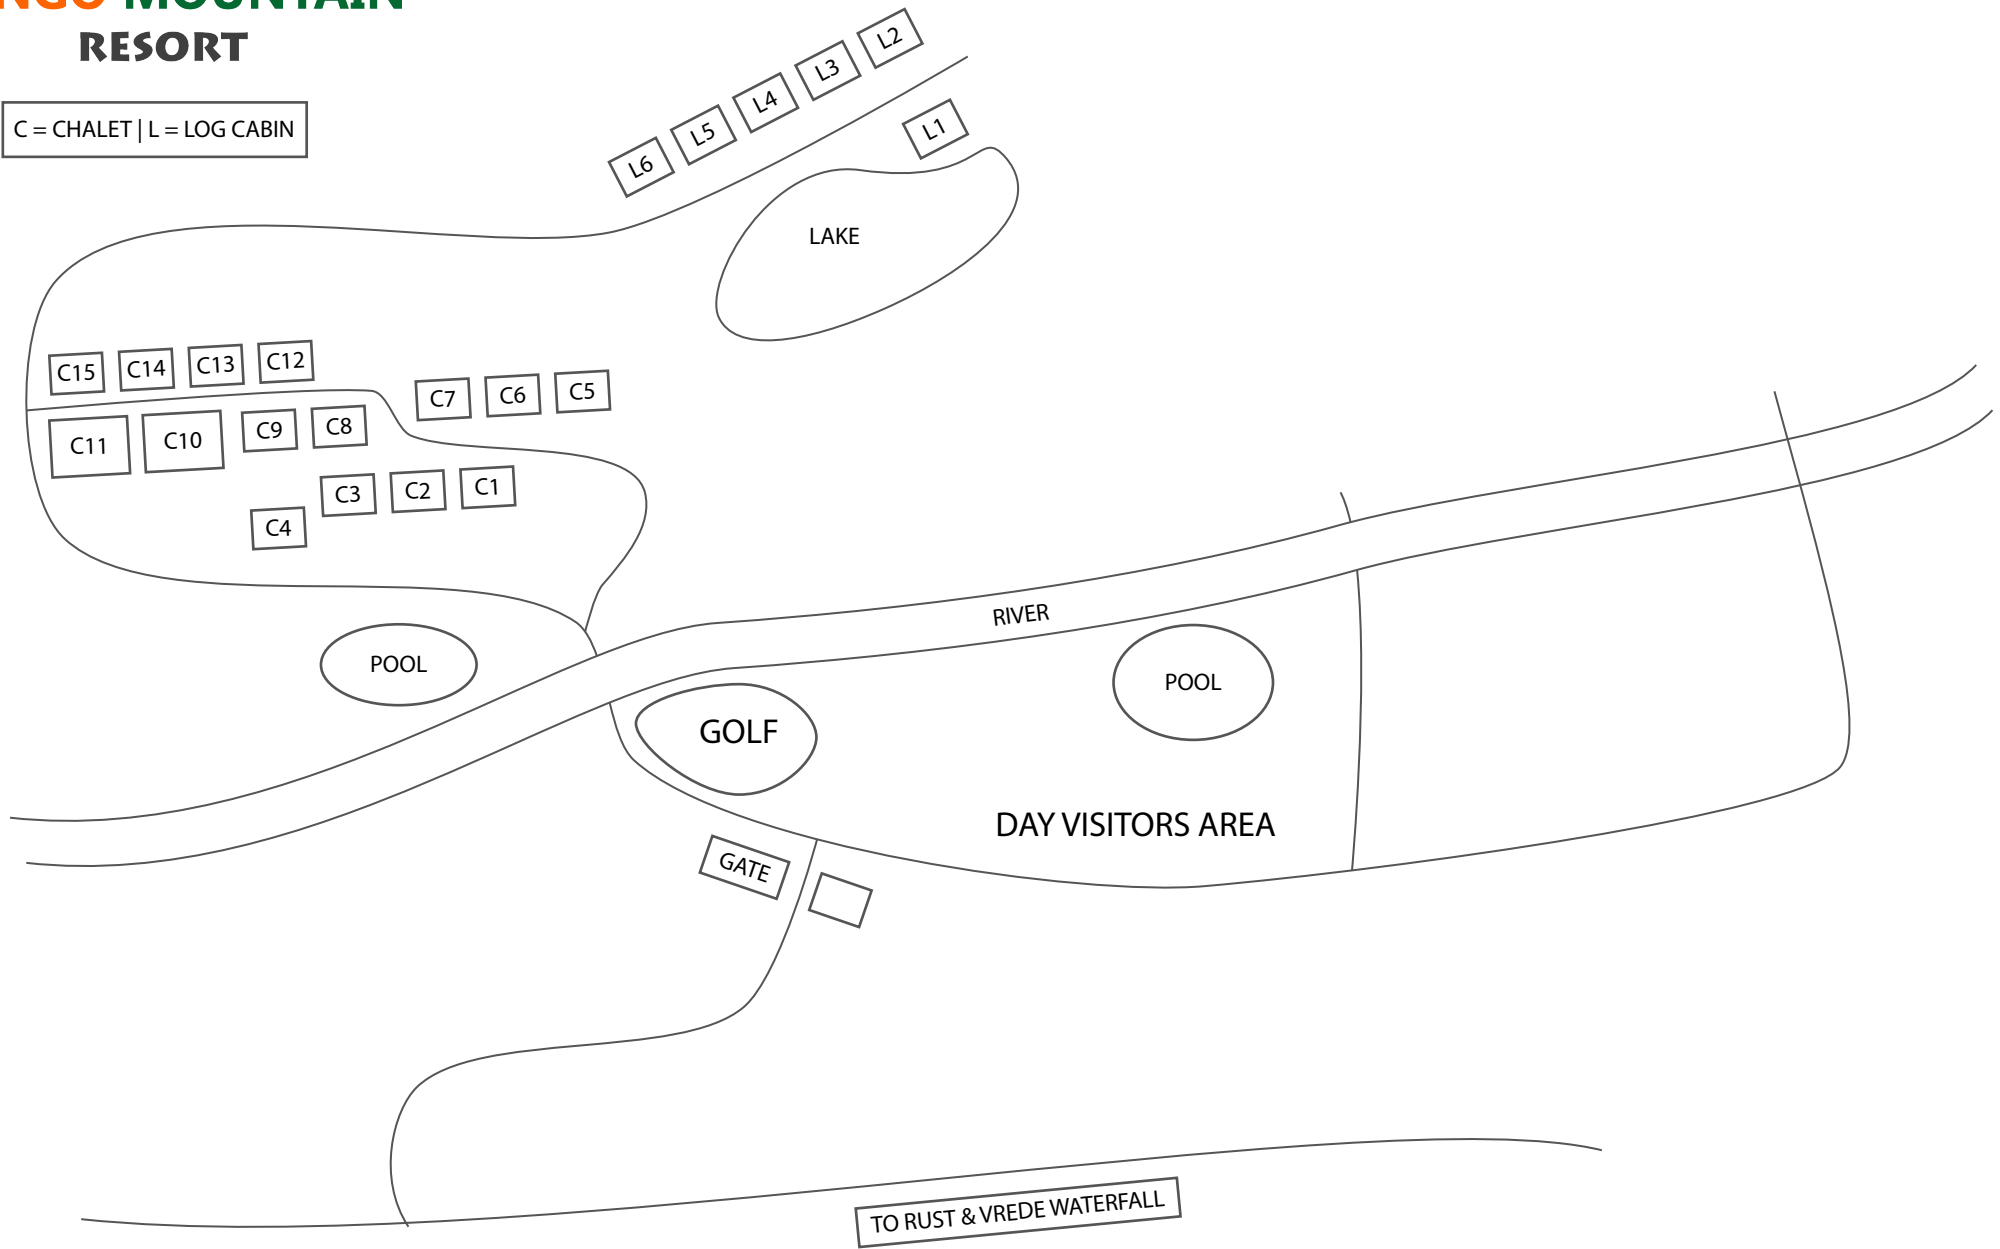 MOUNTAIN
RESORT
C = CHALET | L = LOG CABIN
L2
L3
L4
L5
L6
L1
LAKE
C15 C14 C13 C12
C7 C6 C5
C11 C10 C9 C8
C3 C2 C1
C4
RIVER
POOL
POOL
GOLF
DAY VISITORS AREA
GATE
TO RUST & VREDE WATERFALL